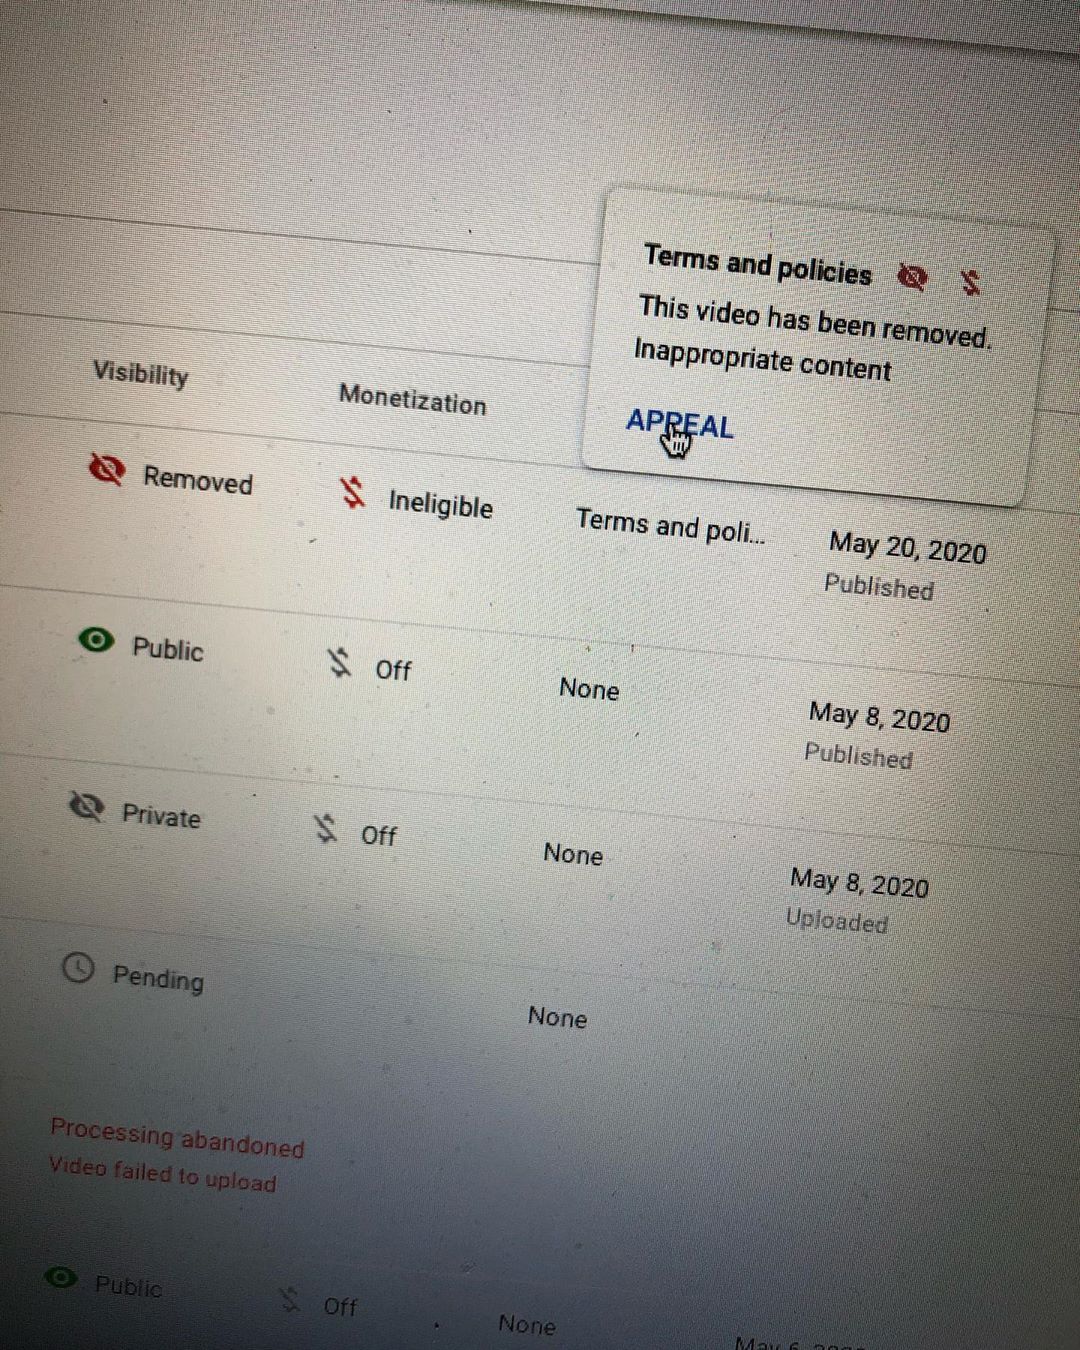 Terms and policies
This video has been removed.
Inappropriate content
APPEAL
Visibility
Monetization
Removed
Ineligible
Terms and poli...
May 20, 2020
Published
Public
Off
None
May 8, 2020
Published
Private
Off
None
May 8, 2020
Uploaded
Pending
None
Processing abandoned
Video failed to upload
Public
Off
None
May 6,